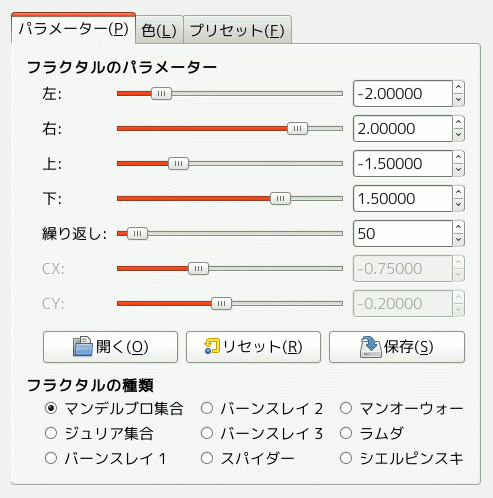 パラメーター(P) 色(L) プリセット(F)
フラクタルのパラメーター
左: -2.00000
右: 2.00000
上: -1.50000
下: 1.50000
繰り返し: 50
CX: -0.75000
CY: -0.20000
開く(O) リセット(R) 保存(S)
フラクタルの種類
マンデルブロ集合 バーンスレイ 2 マンオーウォー
ジュリア集合 バーンスレイ 3 ラムダ
バーンスレイ 1 スパイダー シエルピンスキ